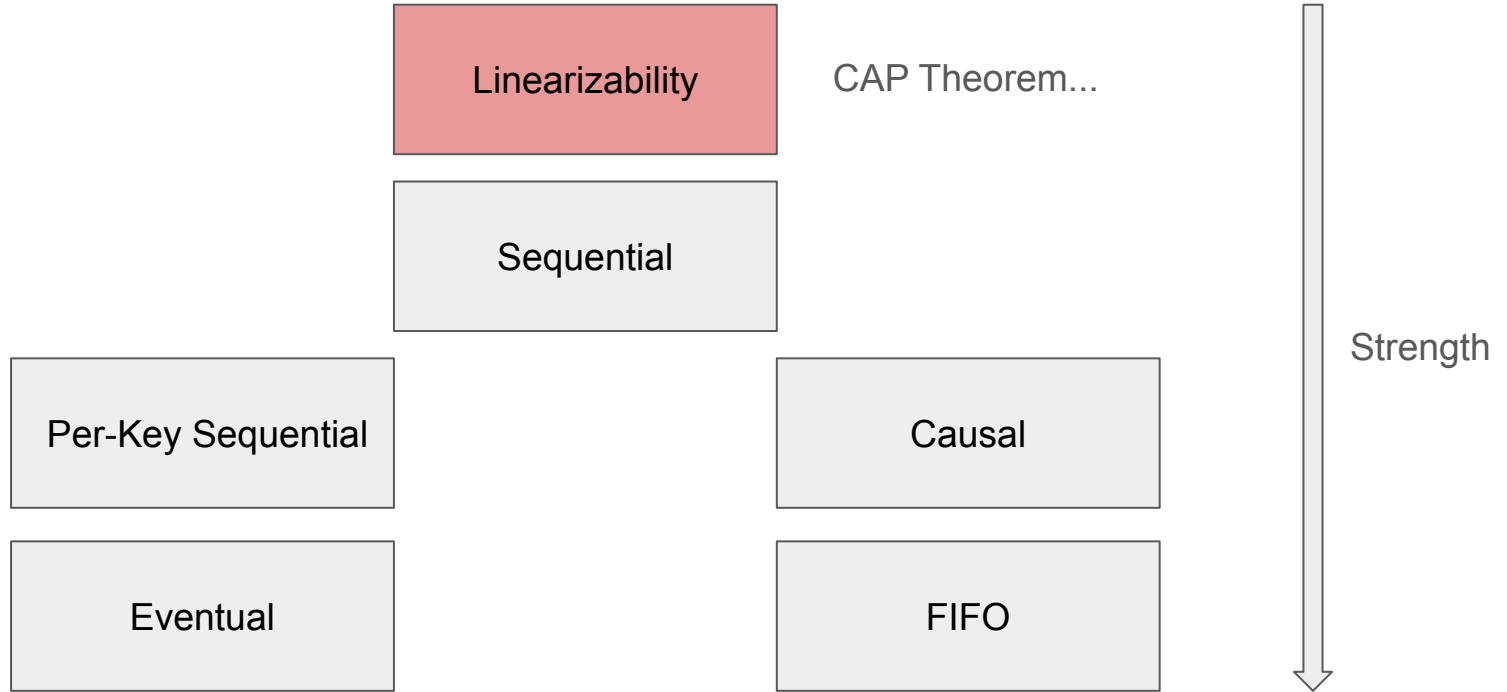 Linearizability
CAP Theorem...
Sequential
Strength
Per-Key Sequential
Causal
Eventual
FIFO